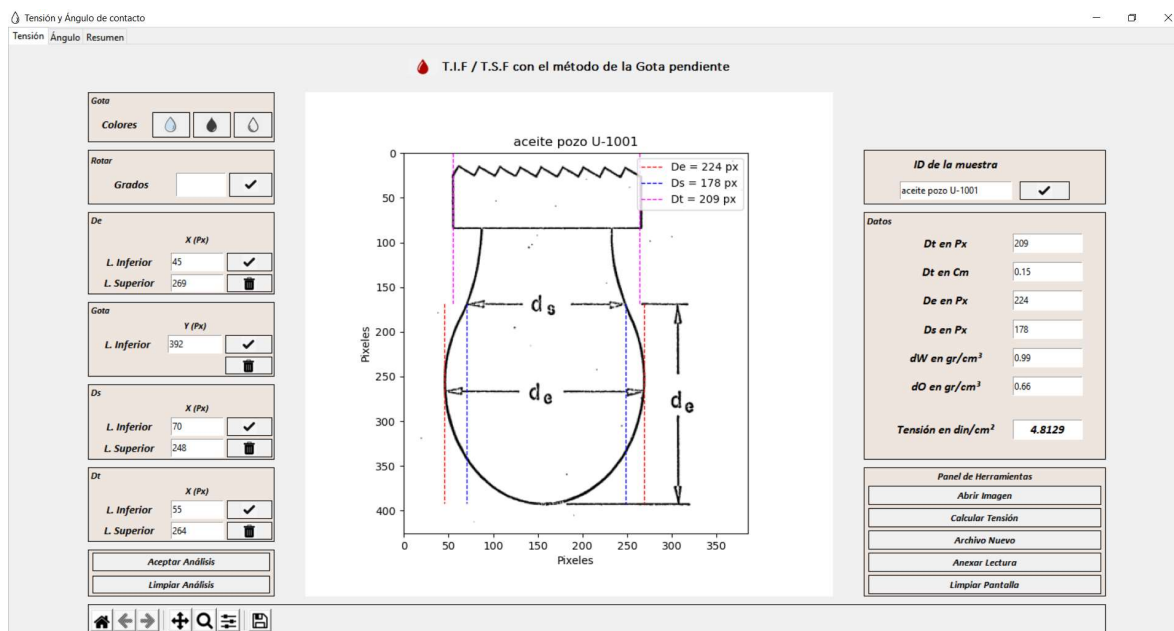 Tensión y Ángulo de contacto
Tensión Ángulo Resumen
T.I.F / T.S.F con el método de la Gota pendiente
Gota
Colores
Rotar
Grados
De
X (Px)
L. Inferior 45
L. Superior 269
Gota
Y (Px)
L. Inferior 392
Ds
X (Px)
L. Inferior 70
L. Superior 248
Dt
X (Px)
L. Inferior 55
L. Superior 264
Aceptar Análisis
Limpiar Análisis
aceite pozo U-1001
De = 224 px
Ds = 178 px
Dt = 209 px
0
50
100
150
200
250
300
350
400
Pixeles
ds
de
de
0 50 100 150 200 250 300 350
Pixeles
ID de la muestra
aceite pozo U-1001
Datos
Dt en Px 209
Dt en Cm 0.15
De en Px 224
Ds en Px 178
dW en gr/cm³ 0.99
dO en gr/cm³ 0.66
Tensión en din/cm² 4.8129
Panel de Herramientas
Abrir Imagen
Calcular Tensión
Archivo Nuevo
Anexar Lectura
Limpiar Pantalla